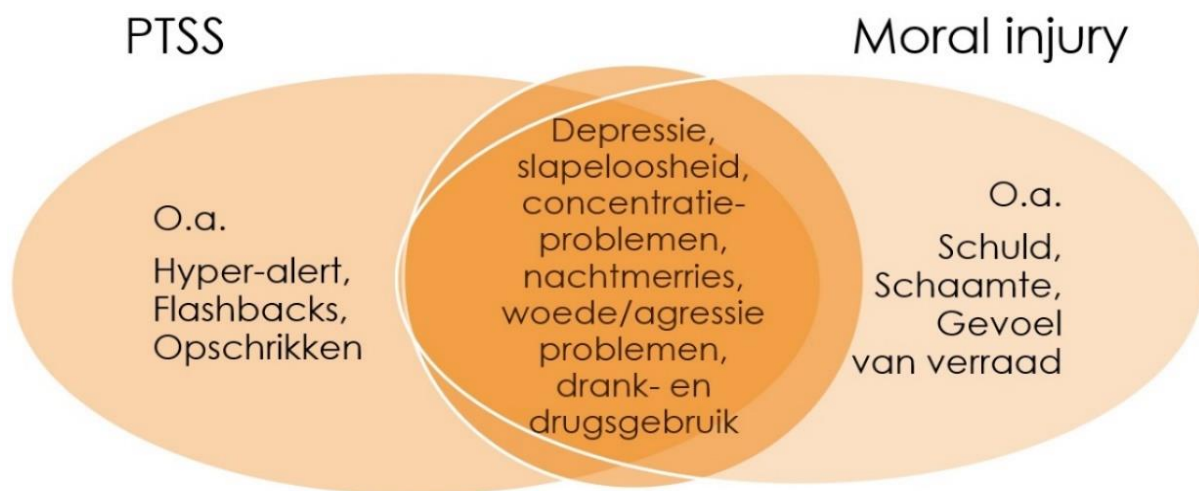 PTSS
Moral injury
O.a.
Hyper-alert,
Flashbacks,
Opschrikken
Depressie,
slapeloosheid,
concentratie-
problemen,
nachtmerries,
woede/agressie
problemen,
drank- en
drugsgebruik
O.a.
Schuld,
Schaamte,
Gevoel
van verraad